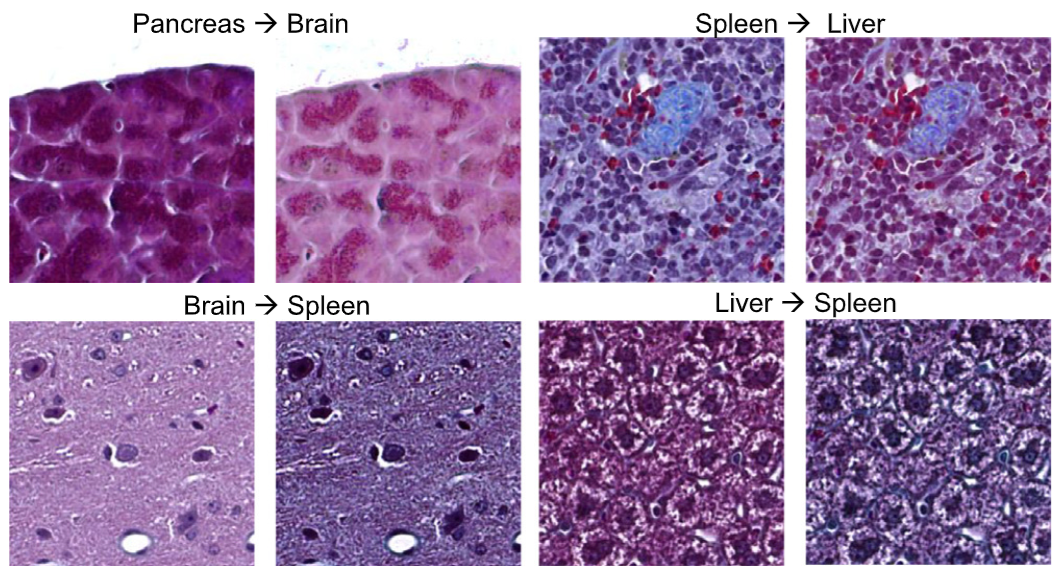 Pancreas → Brain
Spleen → Liver
Brain → Spleen
Liver → Spleen